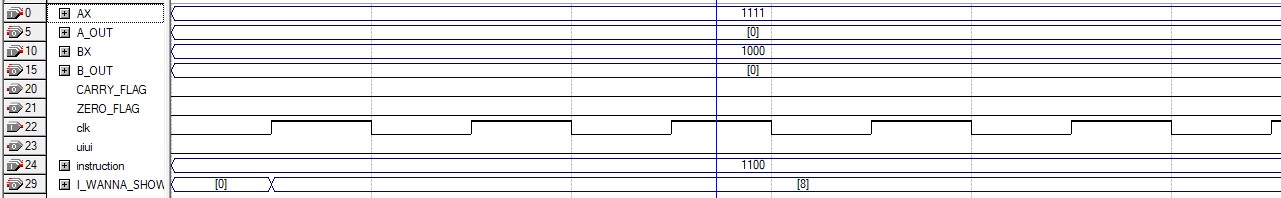 0 AX 1111
5 A_OUT [0]
10 BX 1000
15 B_OUT [0]
20 CARRY_FLAG
21 ZERO_FLAG
22 clk
23 uiui
24 instruction 1100
29 I_WANNA_SHOW [0] [8]